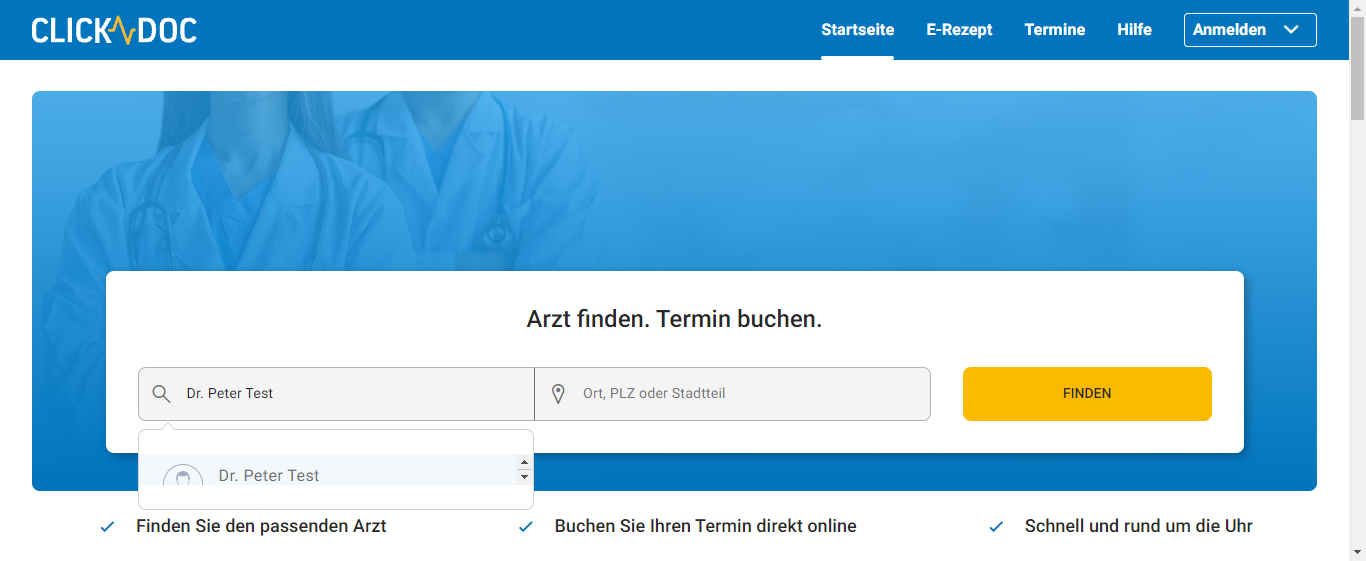 CLICKDOC
Startseite E-Rezept Termine Hilfe Anmelden
Arzt finden. Termin buchen.
Dr. Peter Test Ort, PLZ oder Stadtteil FINDEN
Dr. Peter Test
Finden Sie den passenden Arzt Buchen Sie Ihren Termin direkt online Schnell und rund um die Uhr